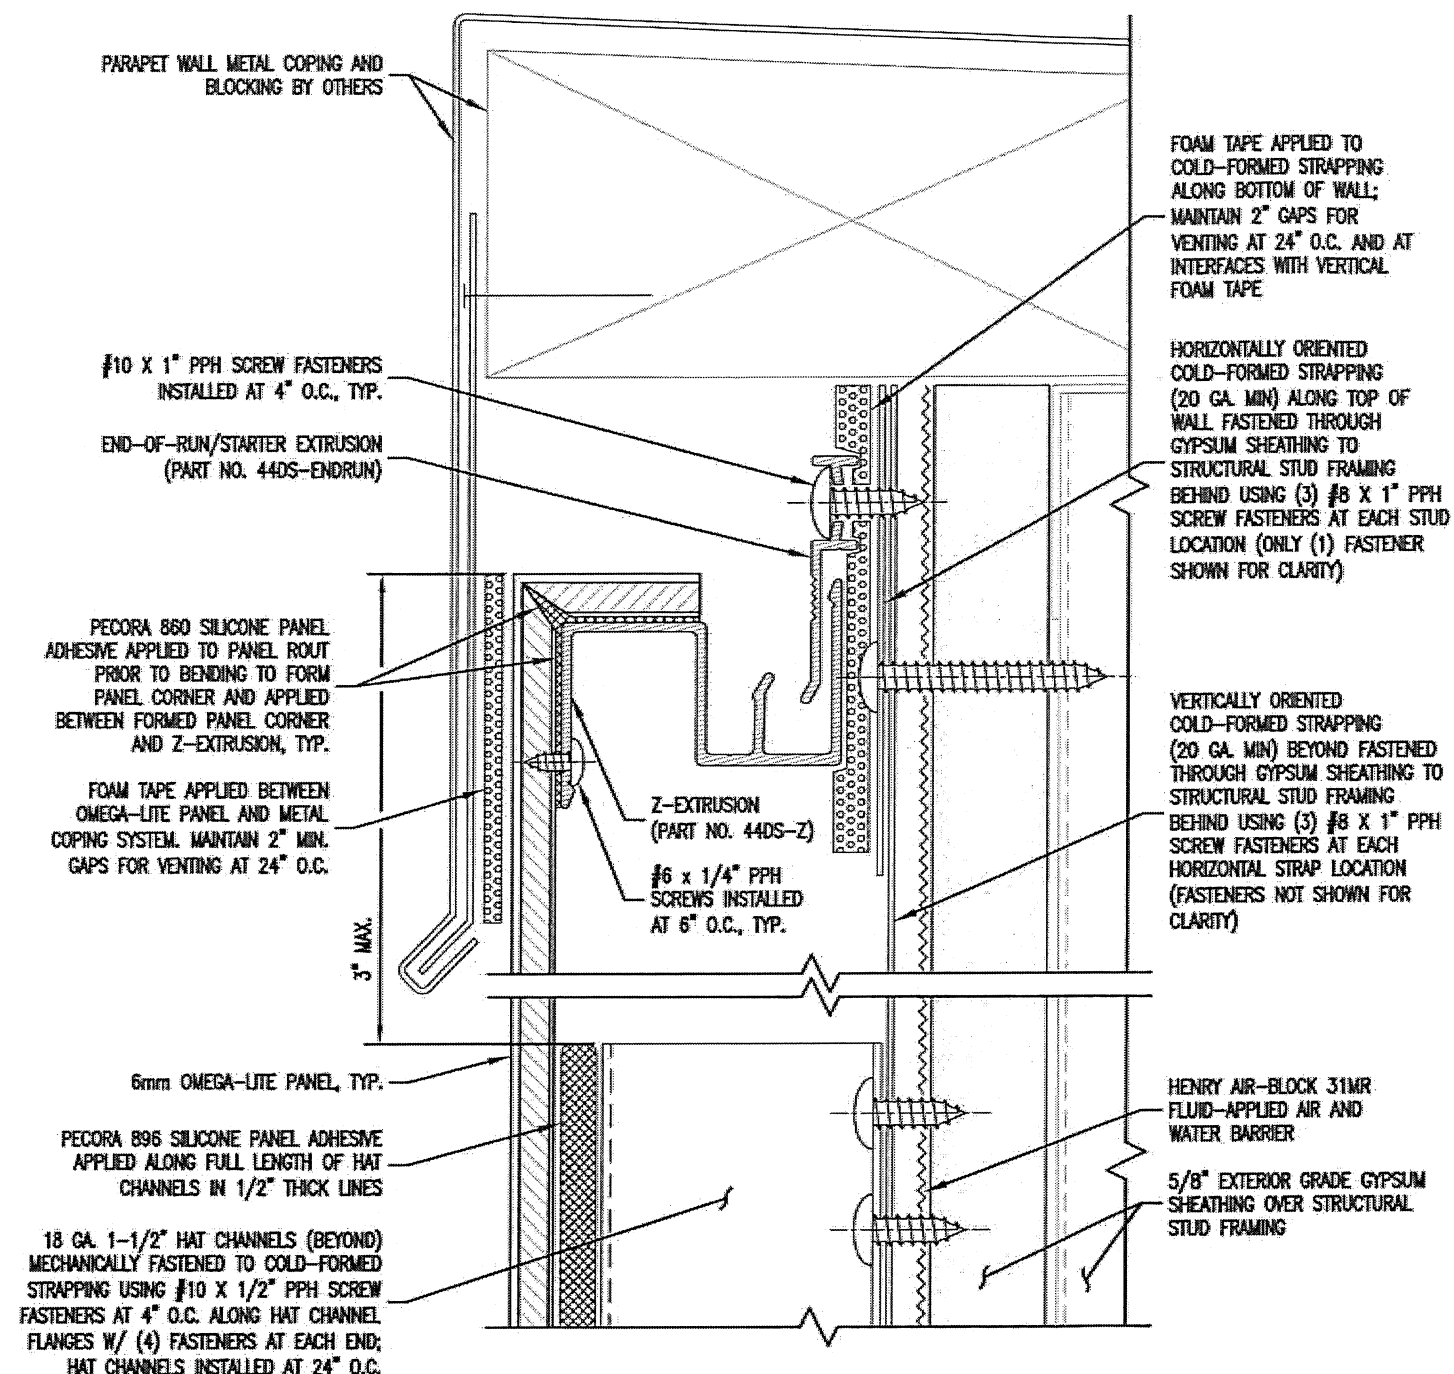 PARAPET WALL METAL COPING AND
BLOCKING BY OTHERS
#10 X 1" PPH SCREW FASTENERS
INSTALLED AT 4" O.C., TYP.
END-OF-RUN/STARTER EXTRUSION
(PART NO. 44DS-ENDRUN)
PECORA 860 SILICONE PANEL
ADHESIVE APPLIED TO PANEL ROUT
PRIOR TO BENDING TO FORM
PANEL CORNER AND APPLIED
BETWEEN FORMED PANEL CORNER
AND Z-EXTRUSION, TYP.
FOAM TAPE APPLIED BETWEEN
OMEGA-LITE PANEL AND METAL
COPING SYSTEM. MAINTAIN 2" MIN.
GAPS FOR VENTING AT 24" O.C.
3" MAX.
6mm OMEGA-LITE PANEL, TYP.
PECORA 896 SILICONE PANEL ADHESIVE
APPLIED ALONG FULL LENGTH OF HAT
CHANNELS IN 1/2" THICK LINES
18 GA. 1-1/2" HAT CHANNELS (BEYOND)
MECHANICALLY FASTENED TO COLD-FORMED
STRAPPING USING #10 X 1/2" PPH SCREW
FASTENERS AT 4" O.C. ALONG HAT CHANNEL
FLANGES W/ (4) FASTENERS AT EACH END;
HAT CHANNELS INSTALLED AT 24" O.C.
Z-EXTRUSION
(PART NO. 44DS-Z)
#6 x 1/4" PPH
SCREWS INSTALLED
AT 6" O.C., TYP.
FOAM TAPE APPLIED TO
COLD-FORMED STRAPPING
ALONG BOTTOM OF WALL;
MAINTAIN 2" GAPS FOR
VENTING AT 24" O.C. AND AT
INTERFACES WITH VERTICAL
FOAM TAPE
HORIZONTALLY ORIENTED
COLD-FORMED STRAPPING
(20 GA. MIN) ALONG TOP OF
WALL FASTENED THROUGH
GYPSUM SHEATHING TO
STRUCTURAL STUD FRAMING
BEHIND USING (3) #8 X 1" PPH
SCREW FASTENERS AT EACH STUD
LOCATION (ONLY (1) FASTENER
SHOWN FOR CLARITY)
VERTICALLY ORIENTED
COLD-FORMED STRAPPING
(20 GA. MIN) BEYOND FASTENED
THROUGH GYPSUM SHEATHING TO
STRUCTURAL STUD FRAMING
BEHIND USING (3) #8 X 1" PPH
SCREW FASTENERS AT EACH
HORIZONTAL STRAP LOCATION
(FASTENERS NOT SHOWN FOR
CLARITY)
HENRY AIR-BLOCK 31MR
FLUID-APPLIED AIR AND
WATER BARRIER
5/8" EXTERIOR GRADE GYPSUM
SHEATHING OVER STRUCTURAL
STUD FRAMING